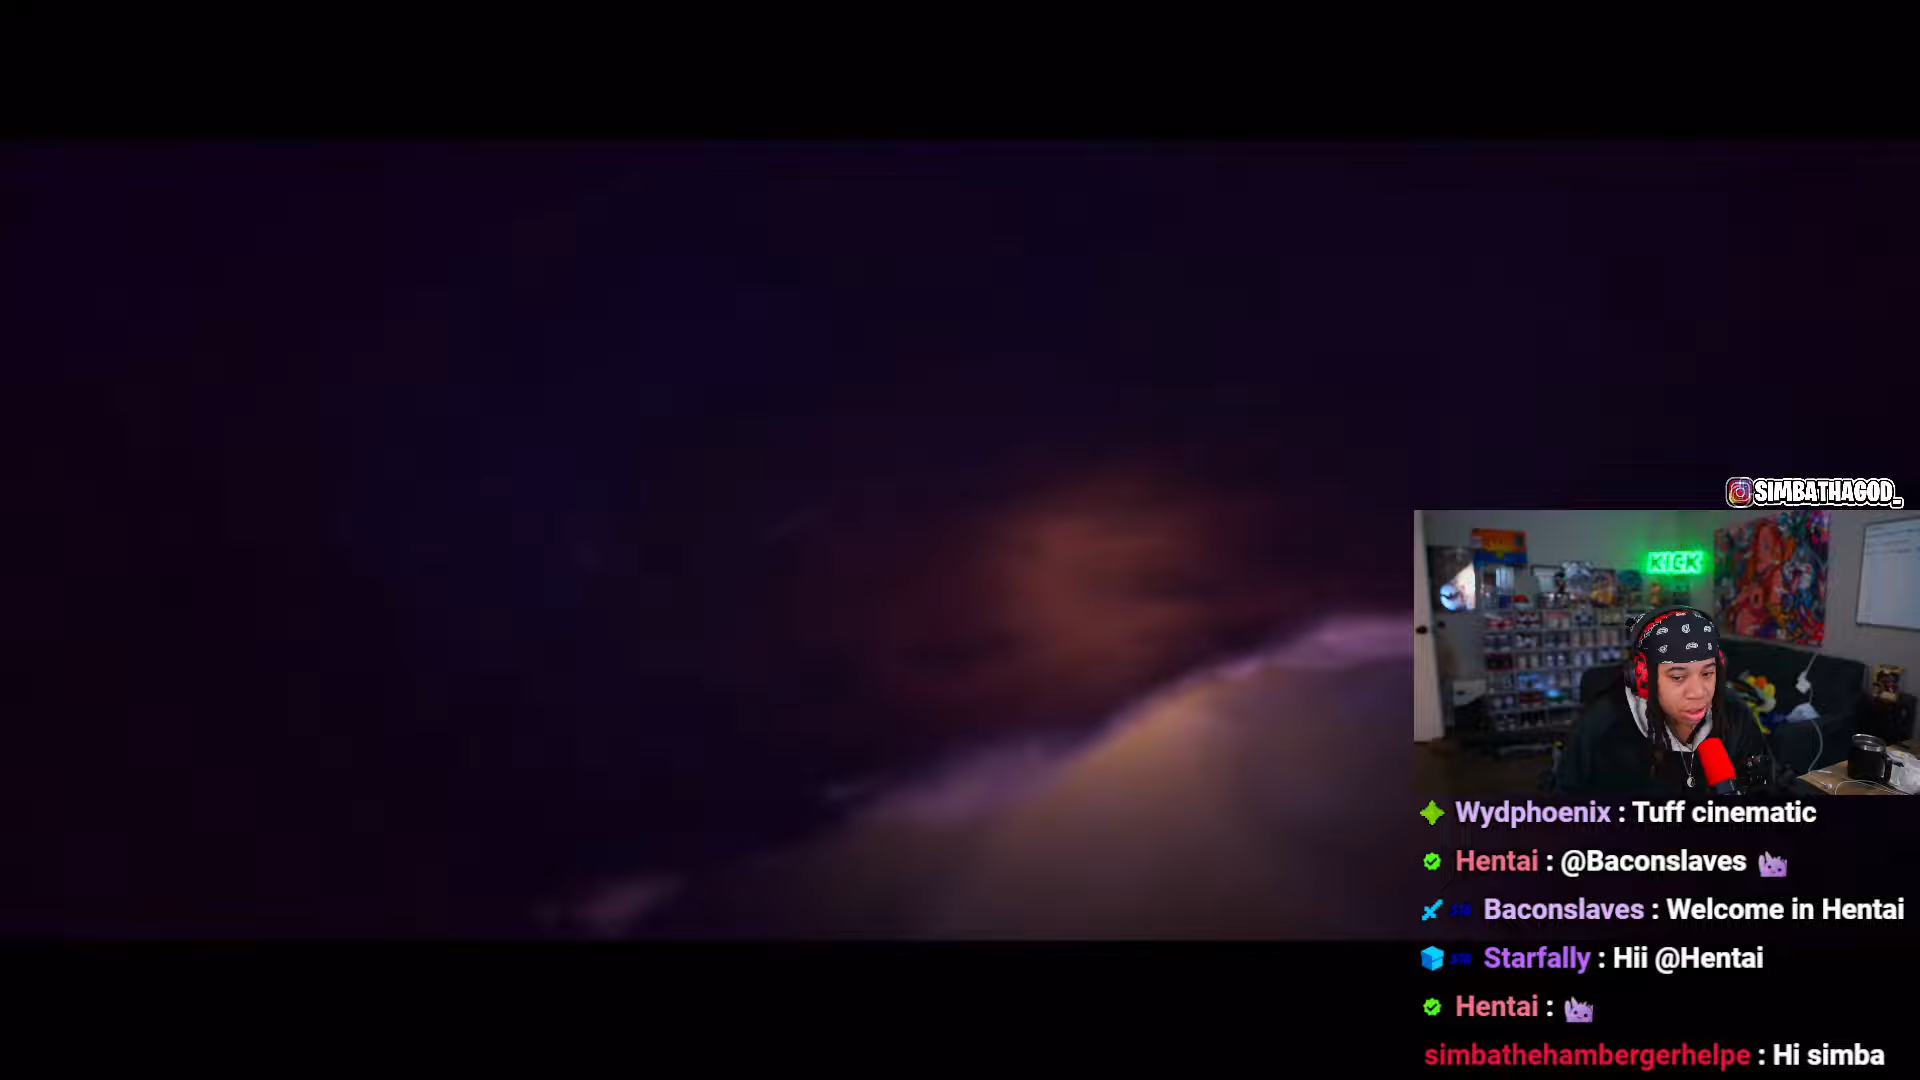 SIMBATHAGOD_
KICK
Wydphoenix : Tuff cinematic
Hentai : @Baconslaves
Baconslaves : Welcome in Hentai
Starfally : Hii @Hentai
Hentai :
simbathehambergerhelpe : Hi simba